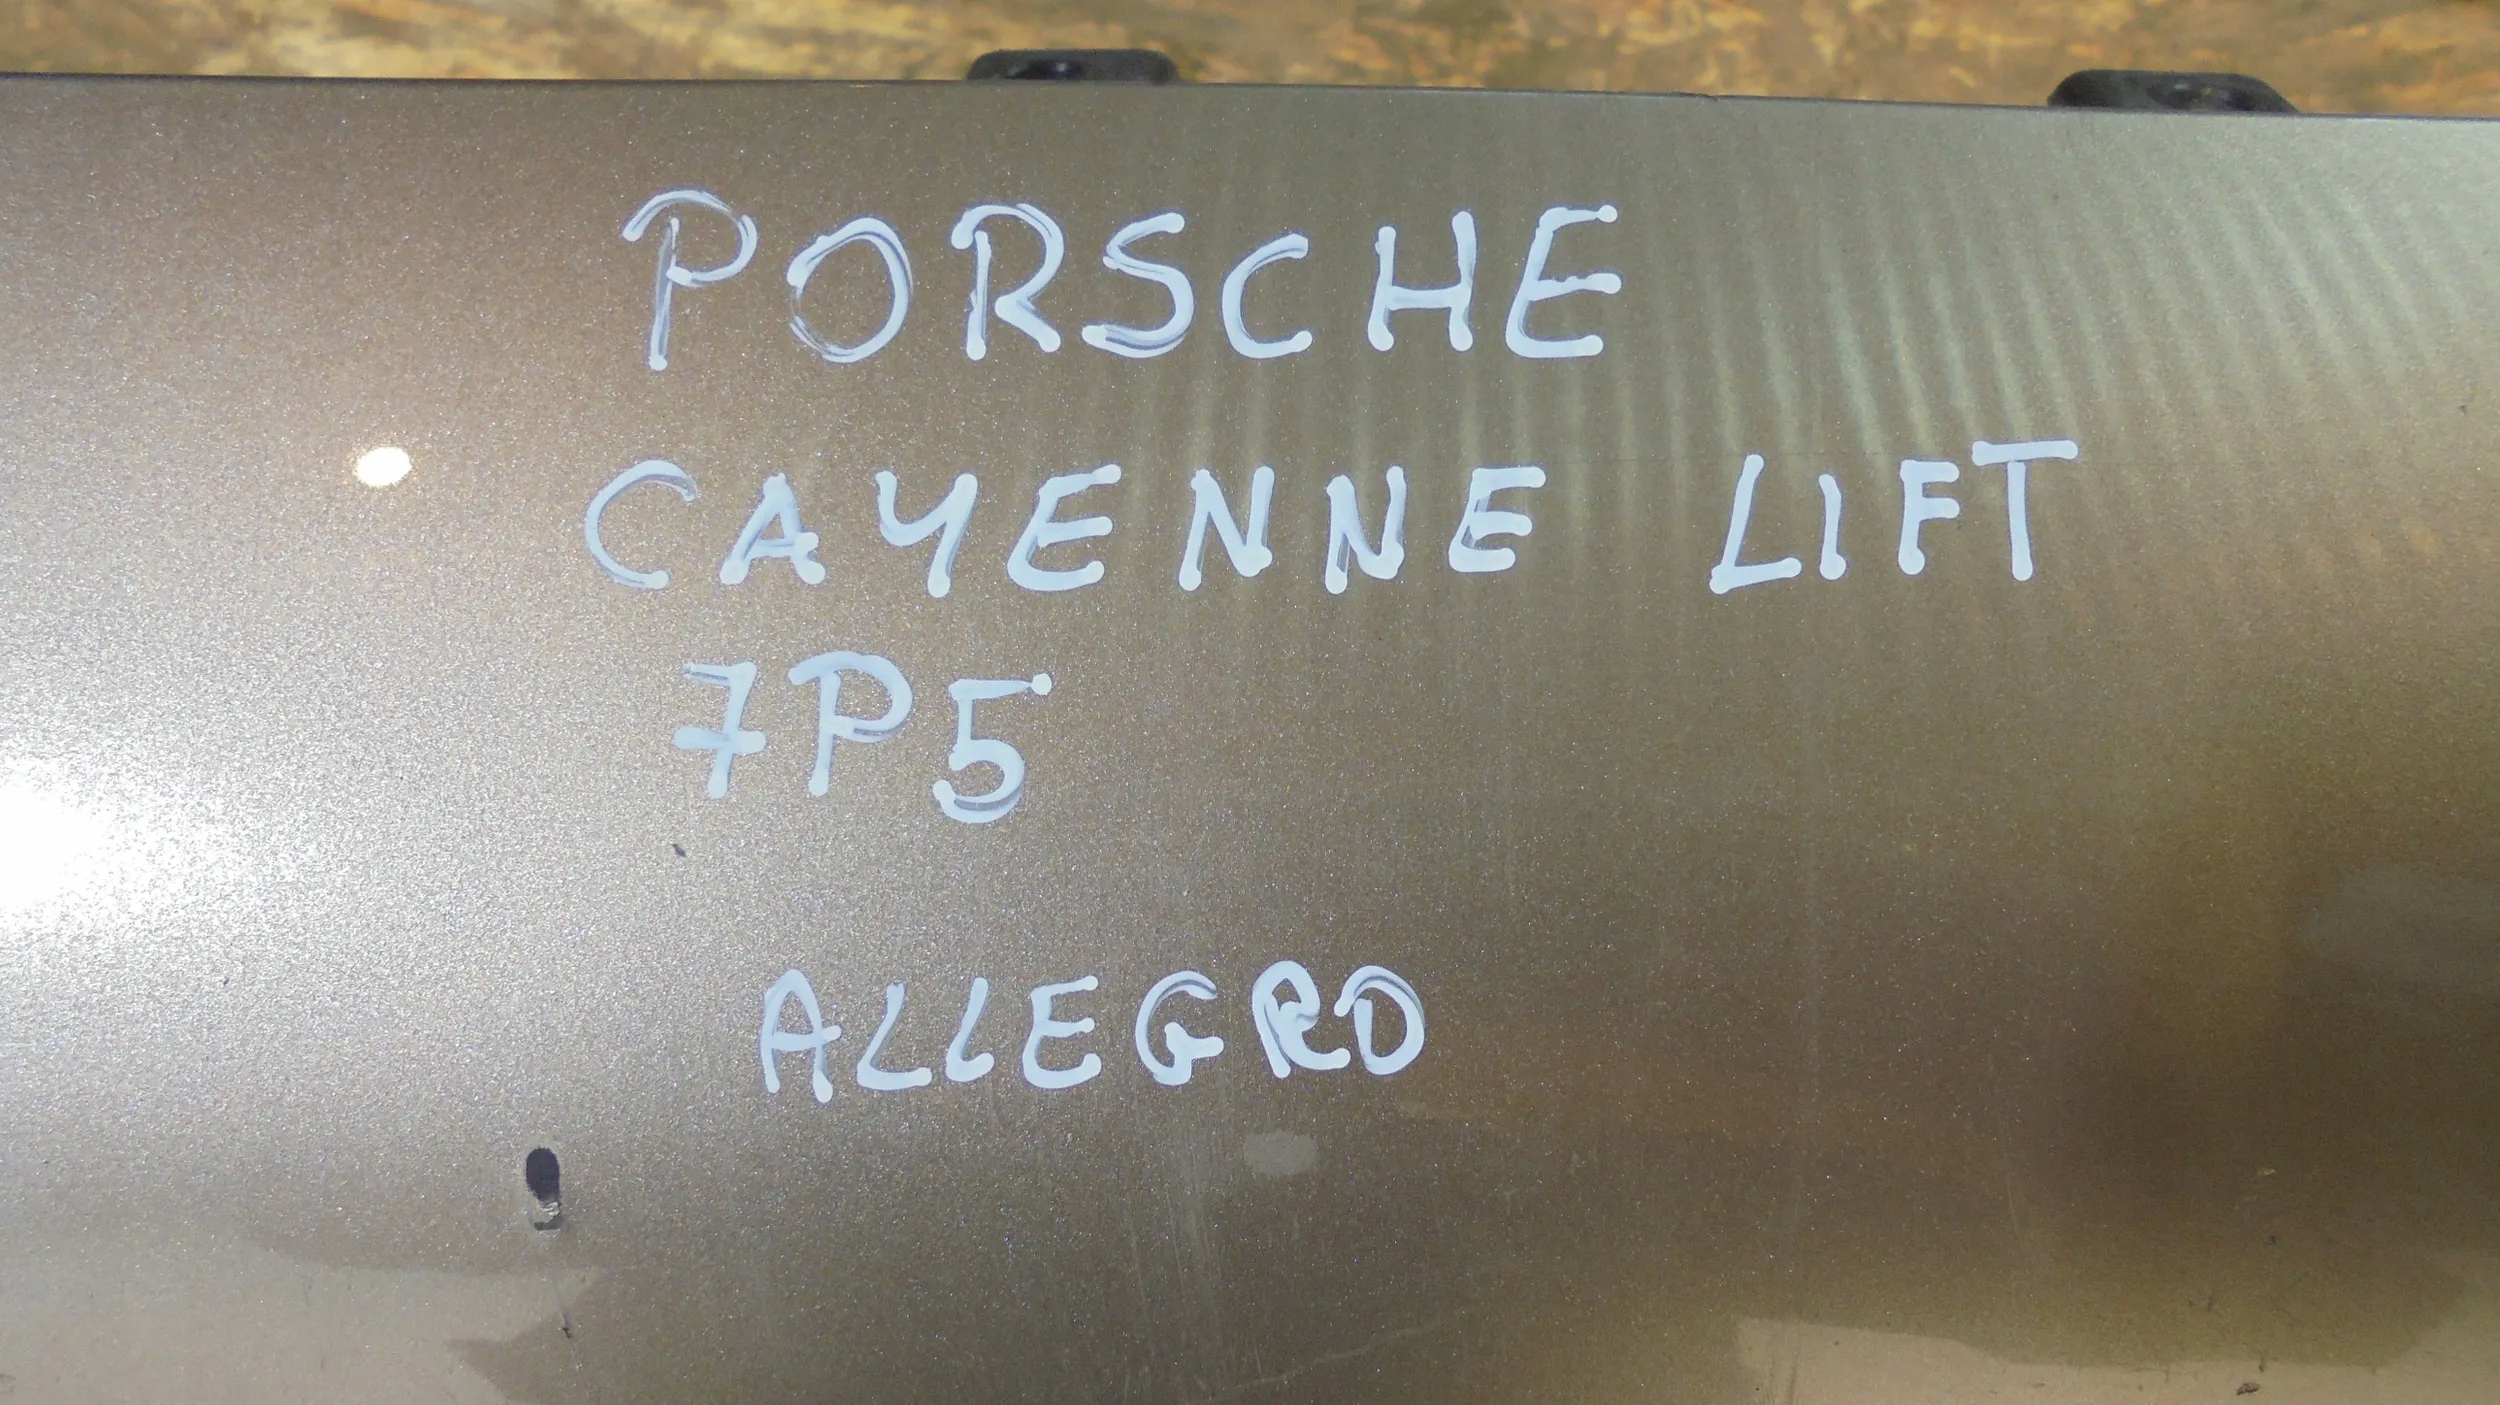 PORSCHE
CAYENNE LIFT
7P5
ALLEGRO